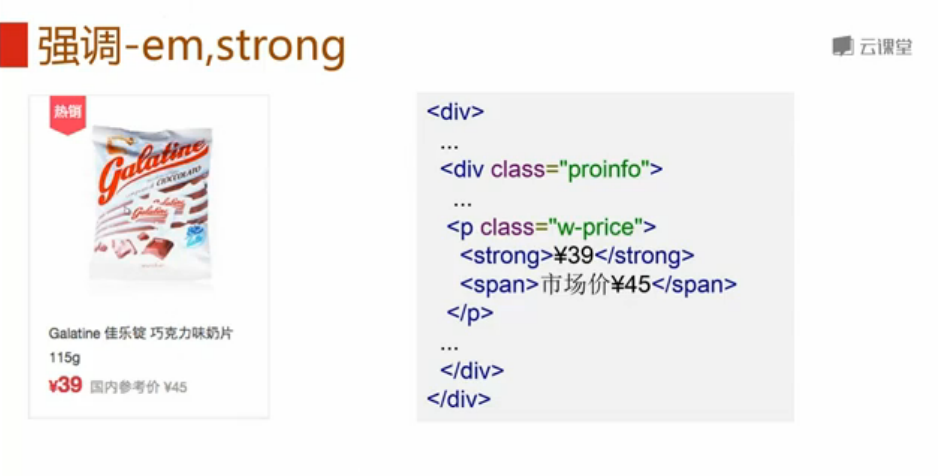 强调-em,strong
云课堂
热销
Galatine
CIOCCOLATO
Galatine
Galatine 佳乐锭 巧克力味奶片
115g
¥39 国内参考价 ¥45
<div>
...
<div class="proinfo">
...
<p class="w-price">
<strong>¥39</strong>
<span>市场价¥45</span>
</p>
...
</div>
</div>